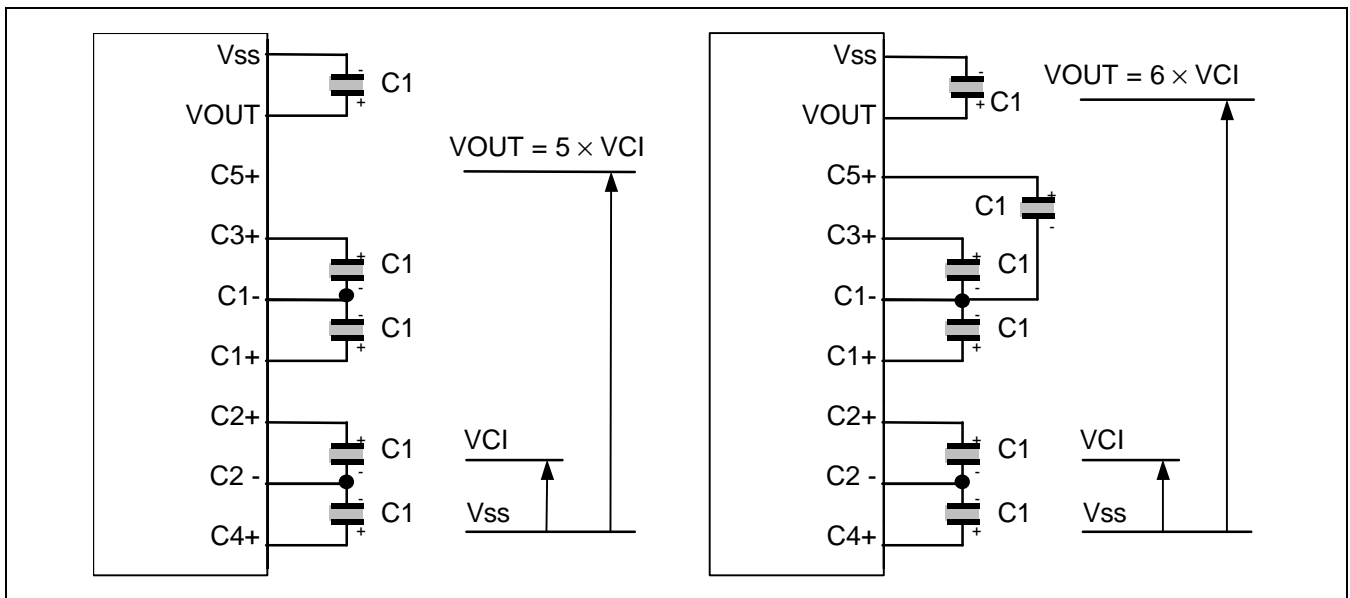 Vss
- C1
VOUT +
VOUT = 5 × VCI
C5+
C3+
+ C1
C1- -
- C1
C1+ +
C2+
+ C1
VCI
C2 - -
- C1
Vss
C4+ +
Vss
-
+ C1
VOUT
VOUT = 6 × VCI
C5+
+
C1
-
C3+
+ C1
C1- -
- C1
C1+ +
C2+
+ C1
VCI
C2 - -
- C1
Vss
C4+ +